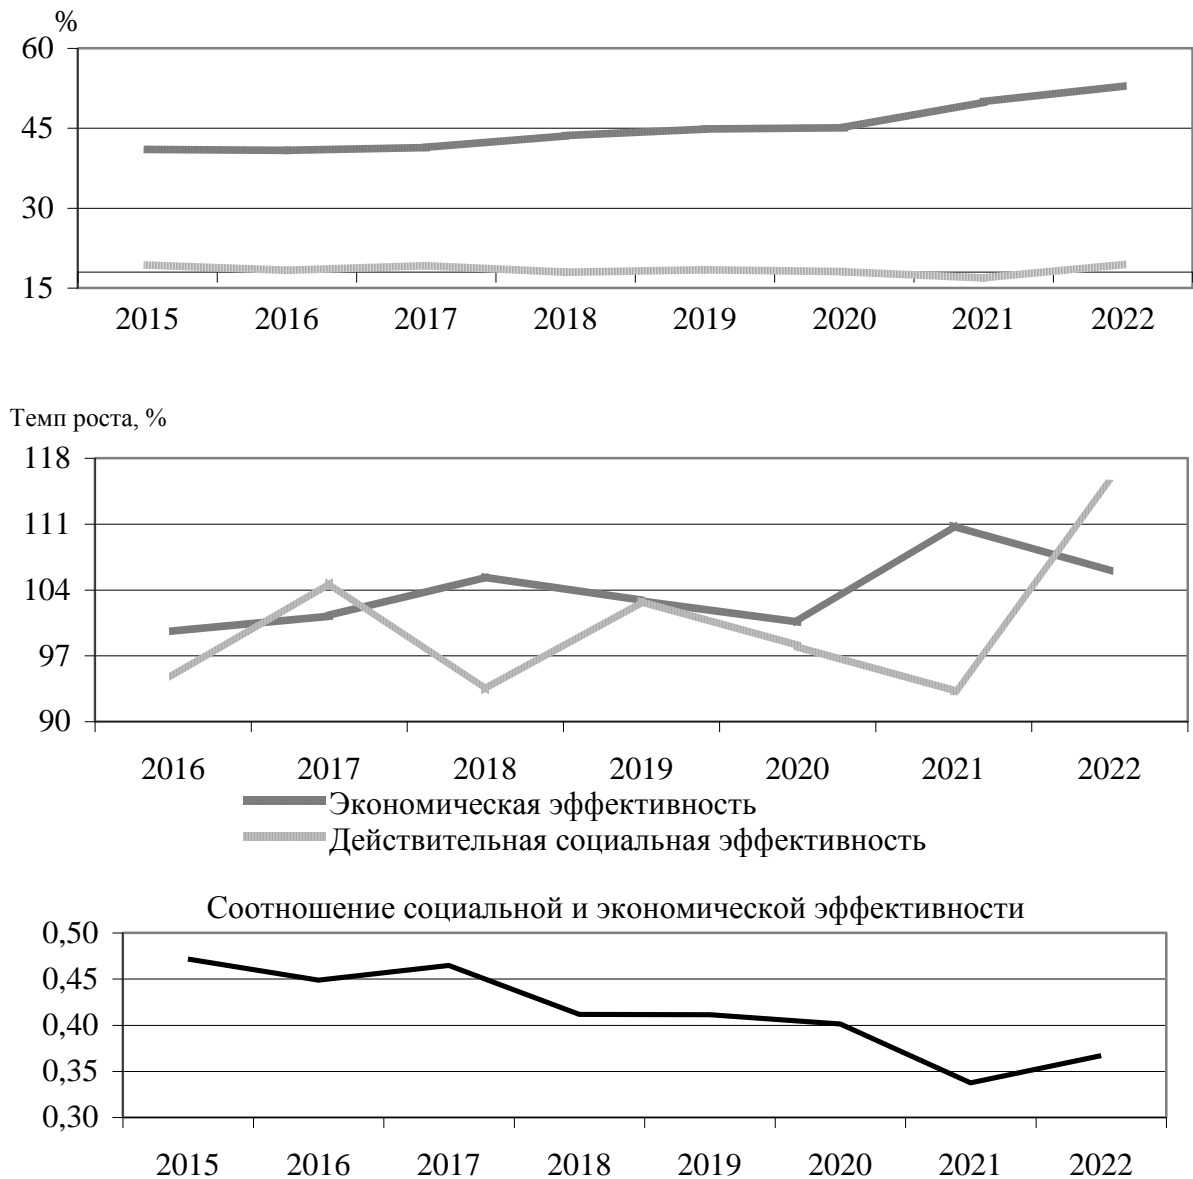 %
60
45
30
15
2015 2016 2017 2018 2019 2020 2021 2022
Темп роста, %
118
111
104
97
90
2016 2017 2018 2019 2020 2021 2022
Экономическая эффективность
Действительная социальная эффективность
Соотношение социальной и экономической эффективности
0,50
0,45
0,40
0,35
0,30
2015 2016 2017 2018 2019 2020 2021 2022